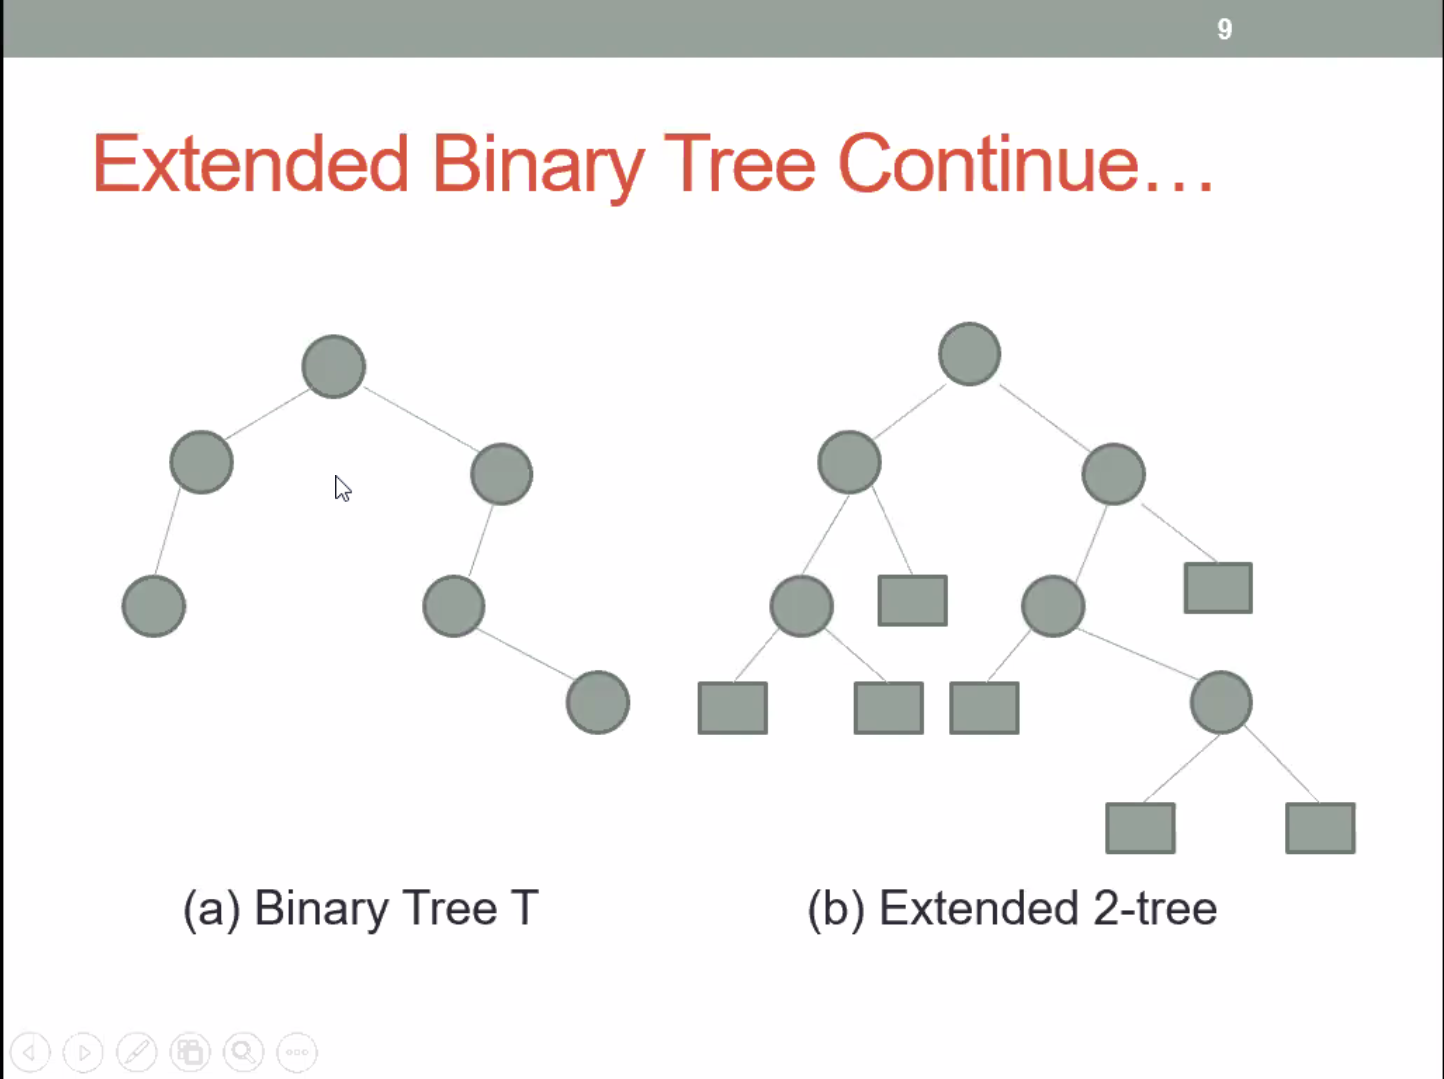 9
Extended Binary Tree Continue...
(a) Binary Tree T
(b) Extended 2-tree